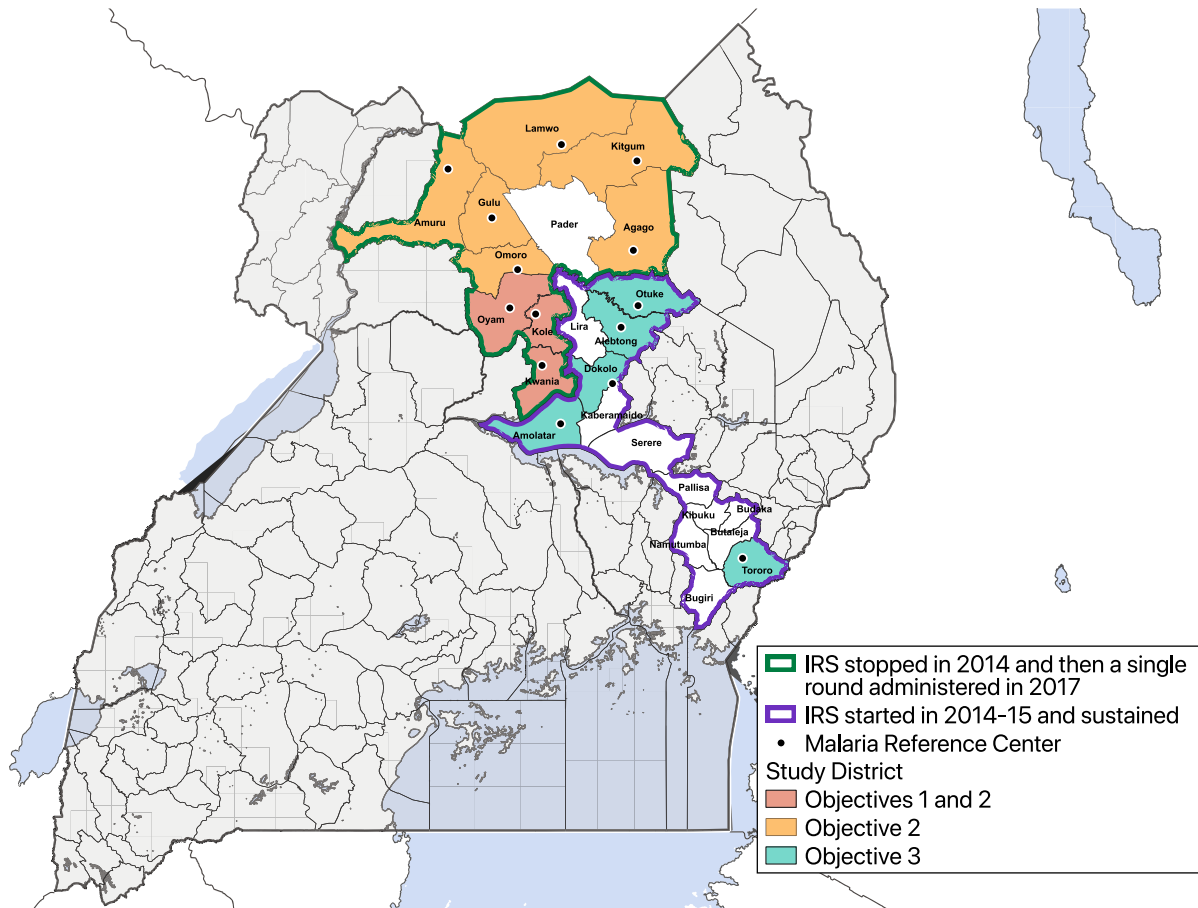 Lamwo
Kitgum
Gulu
Amuru
Pader
Agago
Omoro
Otuke
Oyam
Kole
Lira
Alebtong
Dokolo
Kwania
Kaberamaido
Amolatar
Serere
Pallisa
Kibuku
Budaka
Butaleja
Namutumba
Tororo
Bugiri
IRS stopped in 2014 and then a single
round administered in 2017
IRS started in 2014-15 and sustained
Malaria Reference Center
Study District
Objectives 1 and 2
Objective 2
Objective 3